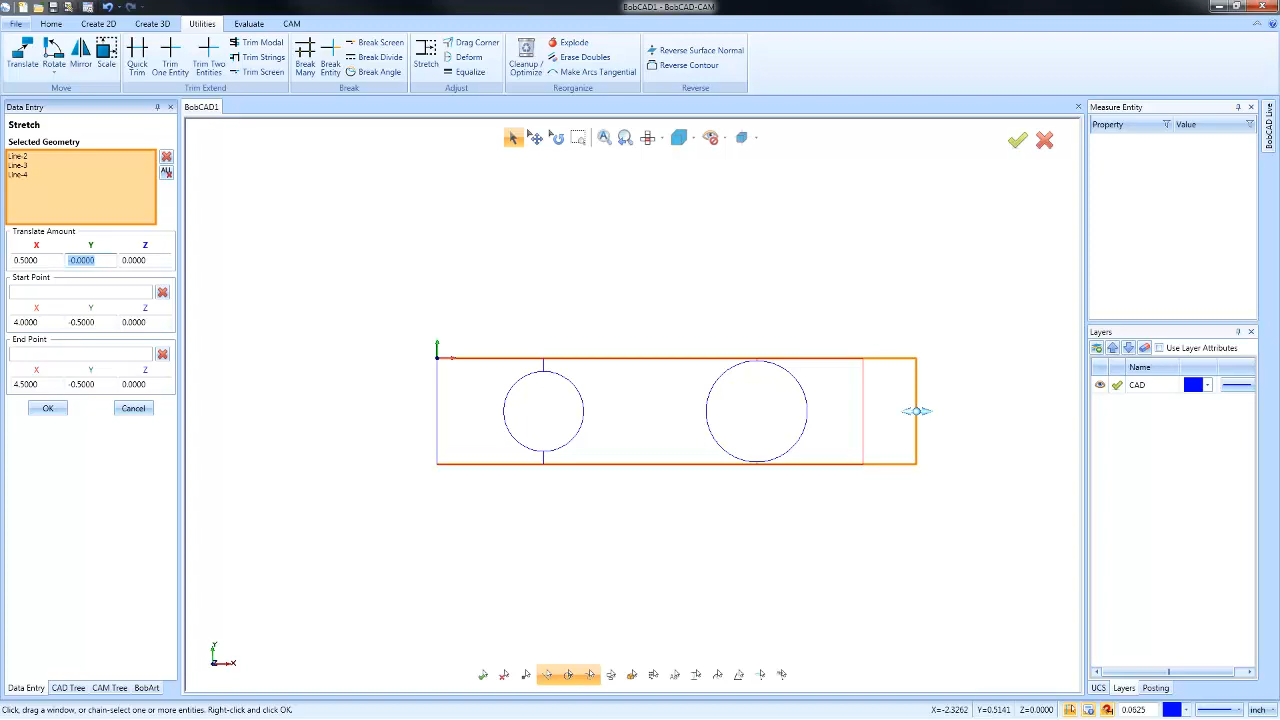 BobCAD1 - BobCAD-CAM
File Home Create 2D Create 3D Utilities Evaluate CAM
Translate Rotate Mirror Scale
Move
Quick Trim
Trim One Entity
Trim Two Entities
Trim Modal
Trim Strings
Trim Screen
Trim Extend
Break Many
Break Entity
Break Screen
Break Divide
Break Angle
Break
Stretch
Drag Corner
Deform
Equalize
Adjust
Cleanup / Optimize
Explode
Erase Doubles
Make Arcs Tangential
Reorganize
Reverse Surface Normal
Reverse Contour
Reverse
Data Entry
Stretch
Selected Geometry
Line-2
Line-3
Line-4
ALL
Translate Amount
X Y Z
0.5000 -0.0000 0.0000
Start Point
X Y Z
4.0000 -0.5000 0.0000
End Point
X Y Z
4.5000 -0.5000 0.0000
OK Cancel
Data Entry CAD Tree CAM Tree BobArt
BobCAD1
Y
Z X
Measure Entity
Property Value
BobCAD Live
Layers
Use Layer Attributes
Name
CAD
UCS Layers Posting
Click, drag a window, or chain-select one or more entities. Right-click and click OK.
X=-2.3262 Y=0.5141 Z=0.0000 0.0625 inch